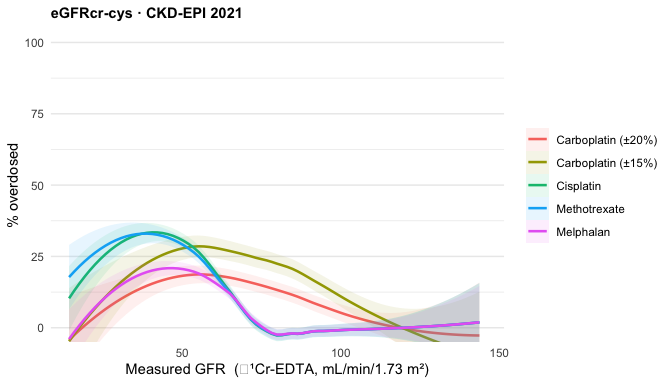 eGFRcr-cys · CKD-EPI 2021
% overdosed
100
75
50
25
0
50
100
150
Measured GFR (□¹Cr-EDTA, mL/min/1.73 m²)
Carboplatin (±20%)
Carboplatin (±15%)
Cisplatin
Methotrexate
Melphalan